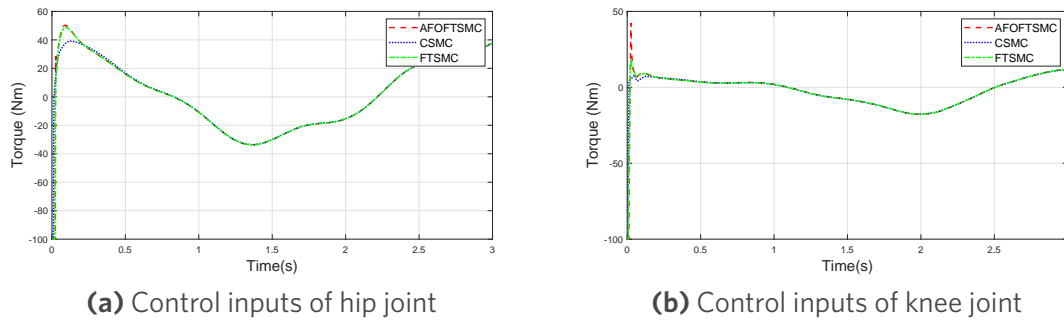 60
40
20
0
-20
-40
-60
-80
-100
Torque (Nm)
AFOFTSMC
CSMC
FTSMC
0
0.5
1
1.5
2
2.5
3
Time(s)
(a) Control inputs of hip joint
50
0
-50
-100
Torque (Nm)
AFOFTSMC
CSMC
FTSMC
0
0.5
1
1.5
2
2.5
Time(s)
(b) Control inputs of knee joint